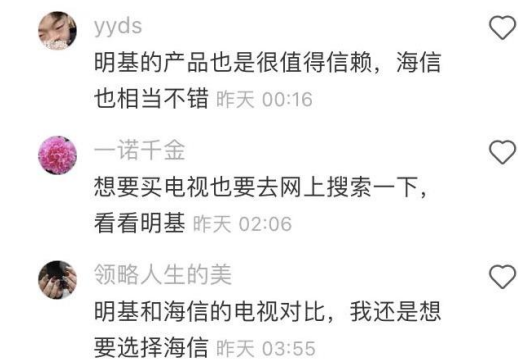 yyds
明基的产品也是很值得信赖，海信
也相当不错 昨天 00:16
一诺千金
想要买电视也要去网上搜索一下，
看看明基 昨天 02:06
领略人生的美
明基和海信的电视对比，我还是想
要选择海信 昨天 03:55